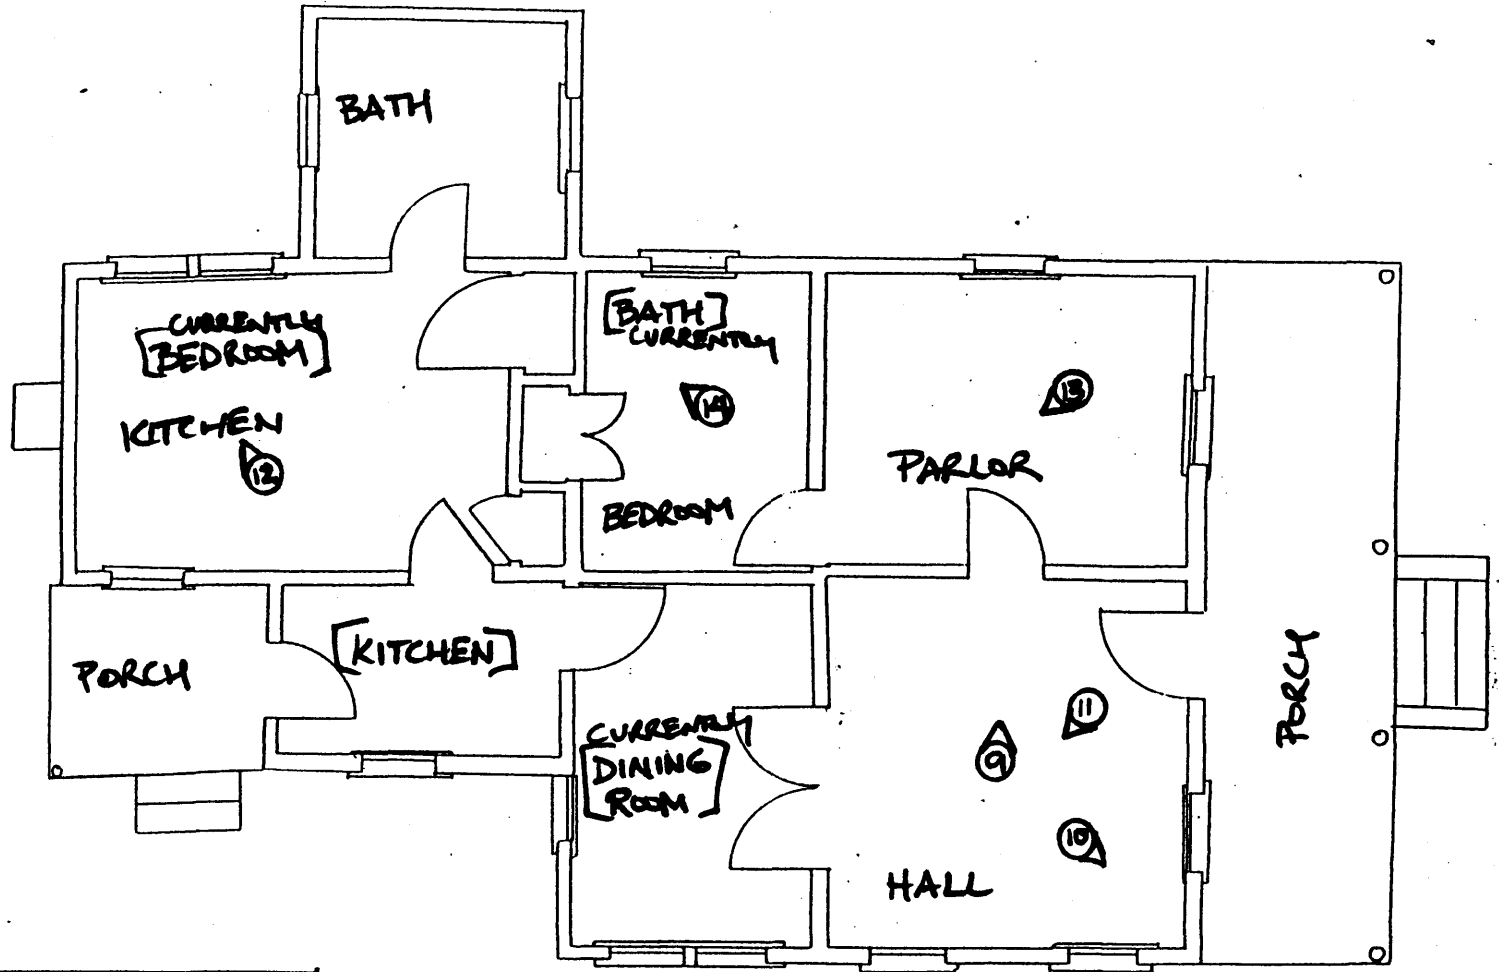 BATH
CURRENTLY
[BEDROOM]
KITCHEN
12
[BATH]
CURRENTLY
14
BEDROOM
13
PARLOR
PORCH
[KITCHEN]
CURRENTLY
[DINING
ROOM]
11
9
10
HALL
PORCH